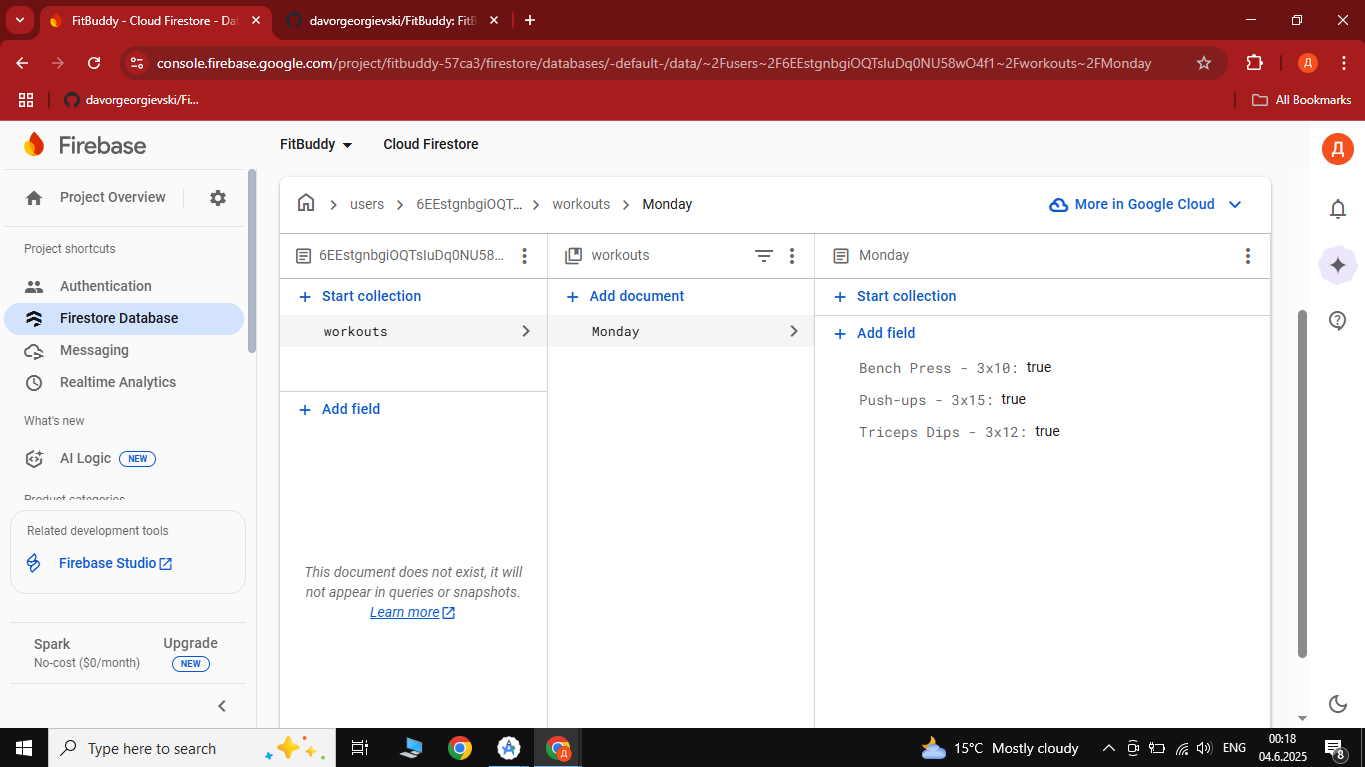 FitBuddy - Cloud Firestore - Dat
davorgeorgievski/FitBuddy: FitB
console.firebase.google.com/project/fitbuddy-57ca3/firestore/databases/-default-/data/~2Fusers~2F6EEstgnbgiOQTsIuDq0NU58wO4f1~2Fworkouts~2FMonday
Д
davorgeorgievski/Fi...
All Bookmarks
Firebase
FitBuddy
Cloud Firestore
Д
Project Overview
users
6EEstgnbgiOQT...
workouts
Monday
More in Google Cloud
Project shortcuts
6EEstgnbgiOQTsIuDq0NU58...
workouts
Monday
Authentication
Start collection
Add document
Start collection
Firestore Database
workouts
Monday
Add field
Messaging
Bench Press - 3x10: true
Realtime Analytics
Push-ups - 3x15: true
What's new
Add field
Triceps Dips - 3x12: true
AI Logic NEW
Product categories
Related development tools
Firebase Studio
This document does not exist, it will
not appear in queries or snapshots.
Learn more
Spark
Upgrade
No-cost ($0/month)
NEW
Type here to search
Д
15°C Mostly cloudy
ENG
00:18
04.6.2025
8